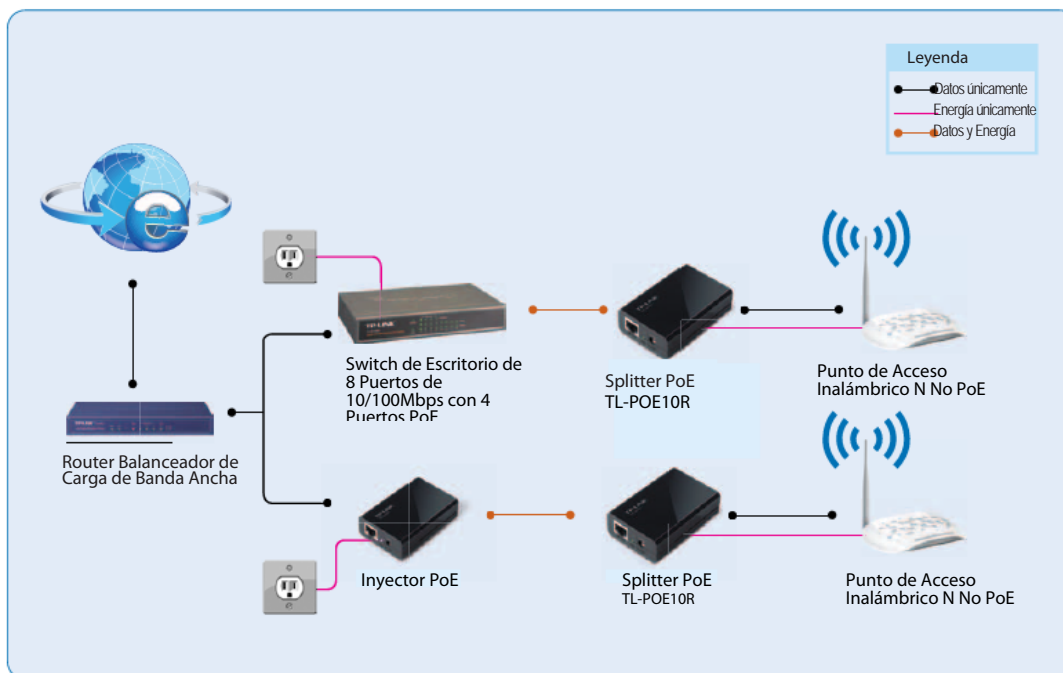 Leyenda
Datos únicamente
Energía únicamente
Datos y Energía
TP-LINK
Switch de Escritorio de
8 Puertos de
10/100Mbps con 4
Puertos PoE
Splitter PoE
TL-POE10R
Punto de Acceso
Inalámbrico N No PoE
Router Balanceador de
Carga de Banda Ancha
Inyector PoE
Splitter PoE
TL-POE10R
Punto de Acceso
Inalámbrico N No PoE